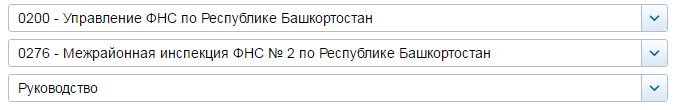 0200 - Управление ФНС по Республике Башкортостан
0276 - Межрайонная инспекция ФНС № 2 по Республике Башкортостан
Руководство